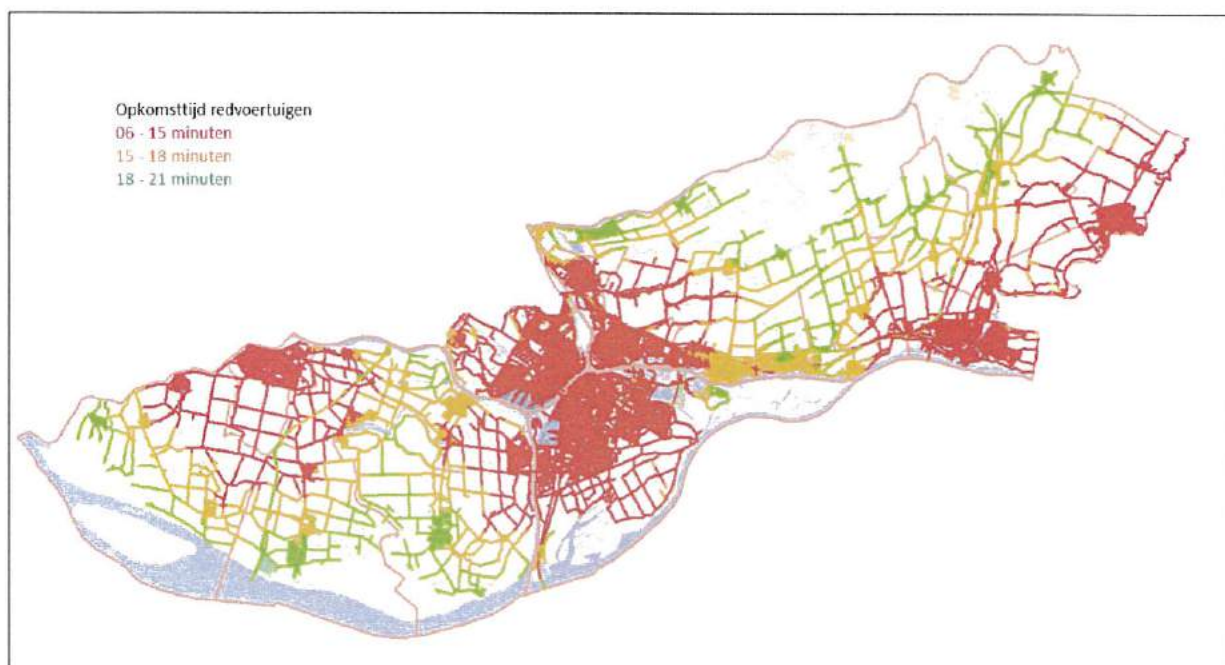 Opkomsttijd redvoertuigen
06 - 15 minuten
15 - 18 minuten
18 - 21 minuten